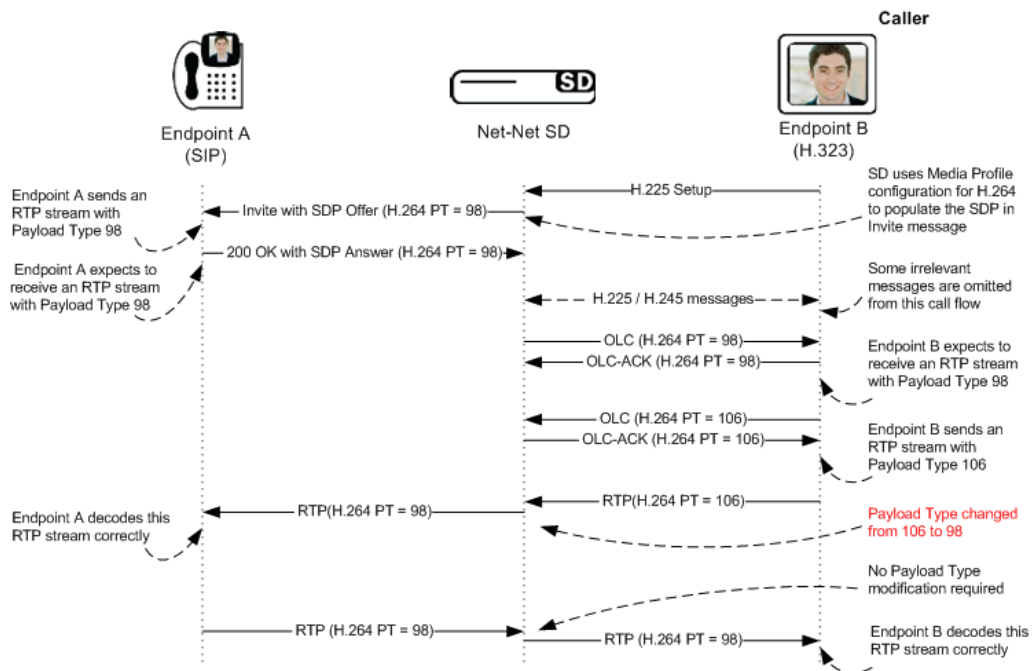 Caller
SD
Endpoint A
(SIP)
Net-Net SD
Endpoint B
(H.323)
Endpoint A sends an
RTP stream with
Payload Type 98
H.225 Setup
SD uses Media Profile
configuration for H.264
to populate the SDP in
Invite message
Invite with SDP Offer (H.264 PT = 98)
200 OK with SDP Answer (H.264 PT = 98)
Endpoint A expects to
receive an RTP stream
with Payload Type 98
H.225 / H.245 messages
Some irrelevant
messages are omitted
from this call flow
OLC (H.264 PT = 98)
OLC-ACK (H.264 PT = 98)
Endpoint B expects to
receive an RTP stream
with Payload Type 98
OLC (H.264 PT = 106)
OLC-ACK (H.264 PT = 106)
Endpoint B sends an
RTP stream with
Payload Type 106
RTP(H.264 PT = 106)
RTP(H.264 PT = 98)
Endpoint A decodes this
RTP stream correctly
Payload Type changed
from 106 to 98
No Payload Type
modification required
RTP (H.264 PT = 98)
RTP (H.264 PT = 98)
Endpoint B decodes this
RTP stream correctly